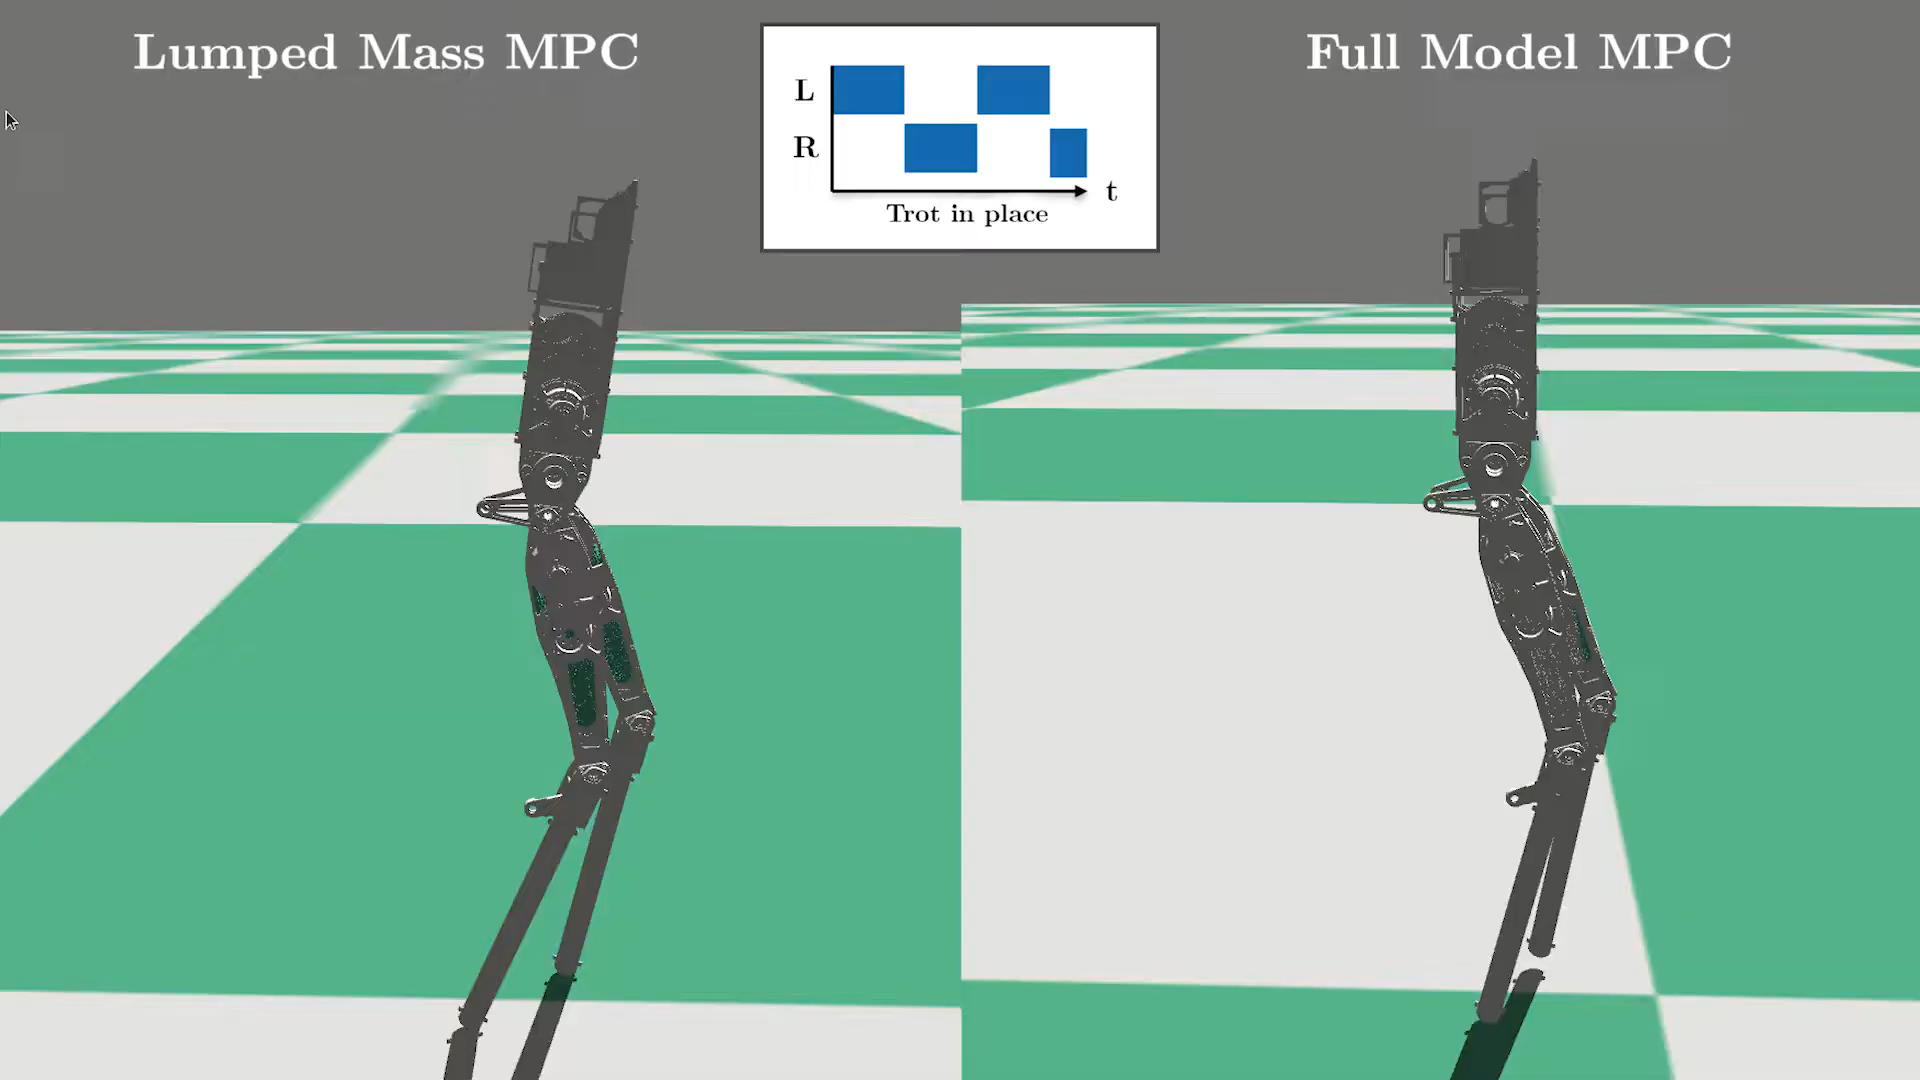 Lumped Mass MPC
L
R
t
Trot in place
Full Model MPC